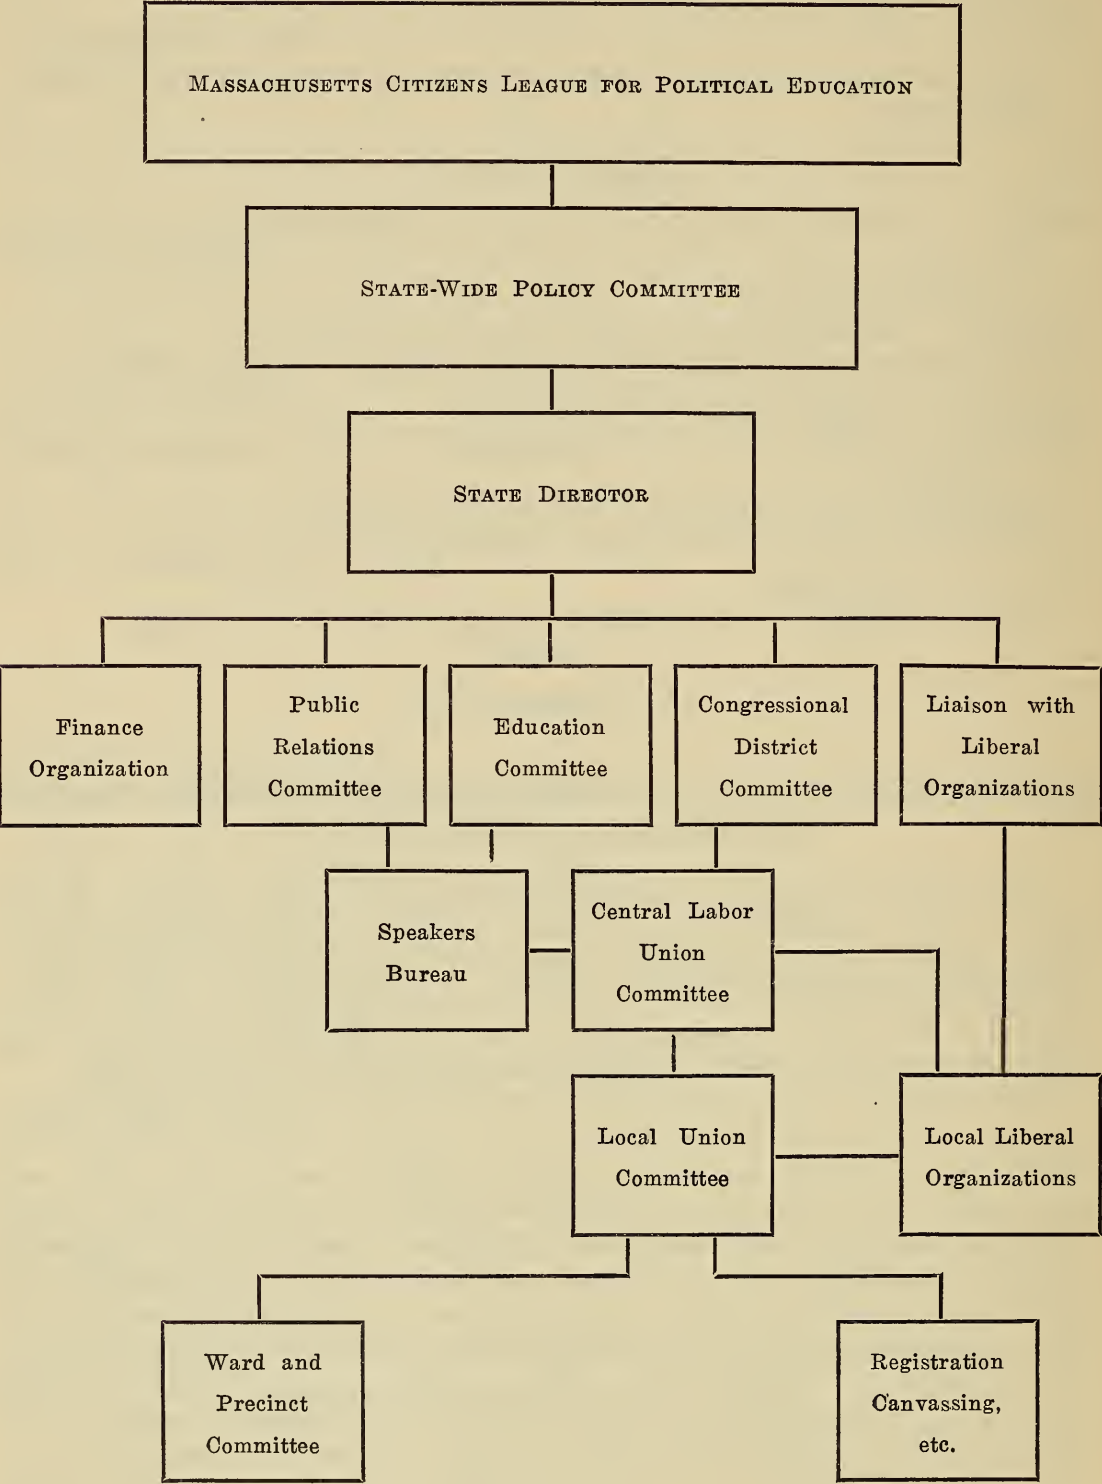 Massachusetts Citizens League for Political Education
State-Wide Policy Committee
State Director
Finance
Organization
Public
Relations
Committee
Education
Committee
Congressional
District
Committee
Liaison with
Liberal
Organizations
Speakers
Bureau
Central Labor
Union
Committee
Local Union
Committee
Local Liberal
Organizations
Ward and
Precinct
Committee
Registration
Canvassing,
etc.